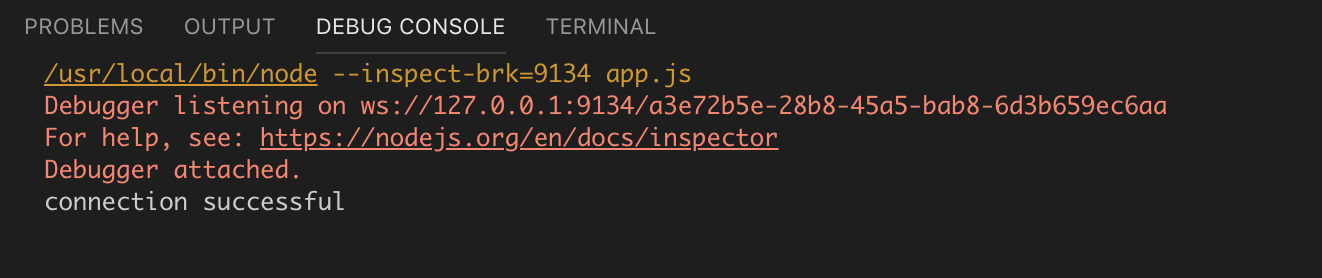 PROBLEMS OUTPUT DEBUG CONSOLE TERMINAL
/usr/local/bin/node --inspect-brk=9134 app.js
Debugger listening on ws://127.0.0.1:9134/a3e72b5e-28b8-45a5-bab8-6d3b659ec6aa
For help, see: https://nodejs.org/en/docs/inspector
Debugger attached.
connection successful